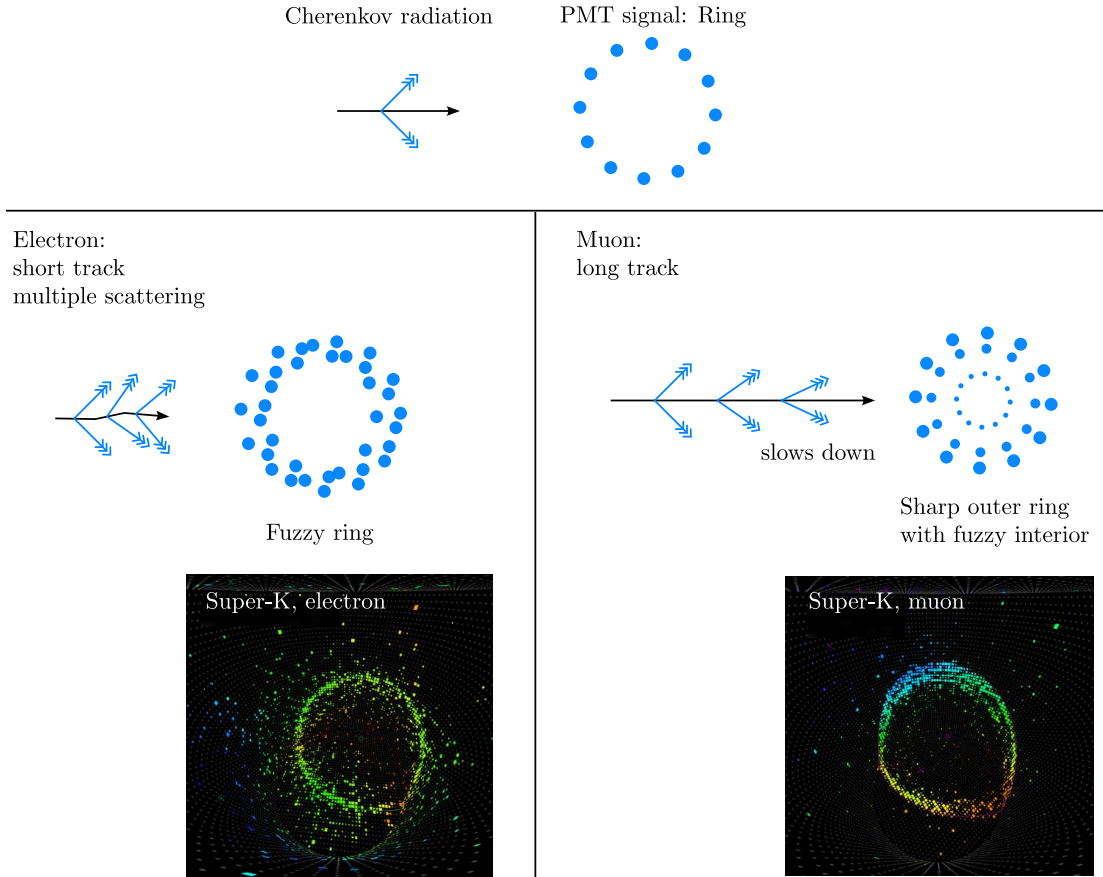 Cherenkov radiation
PMT signal: Ring
Electron:
short track
multiple scattering
Fuzzy ring
Super-K, electron
Muon:
long track
slows down
Sharp outer ring
with fuzzy interior
Super-K, muon